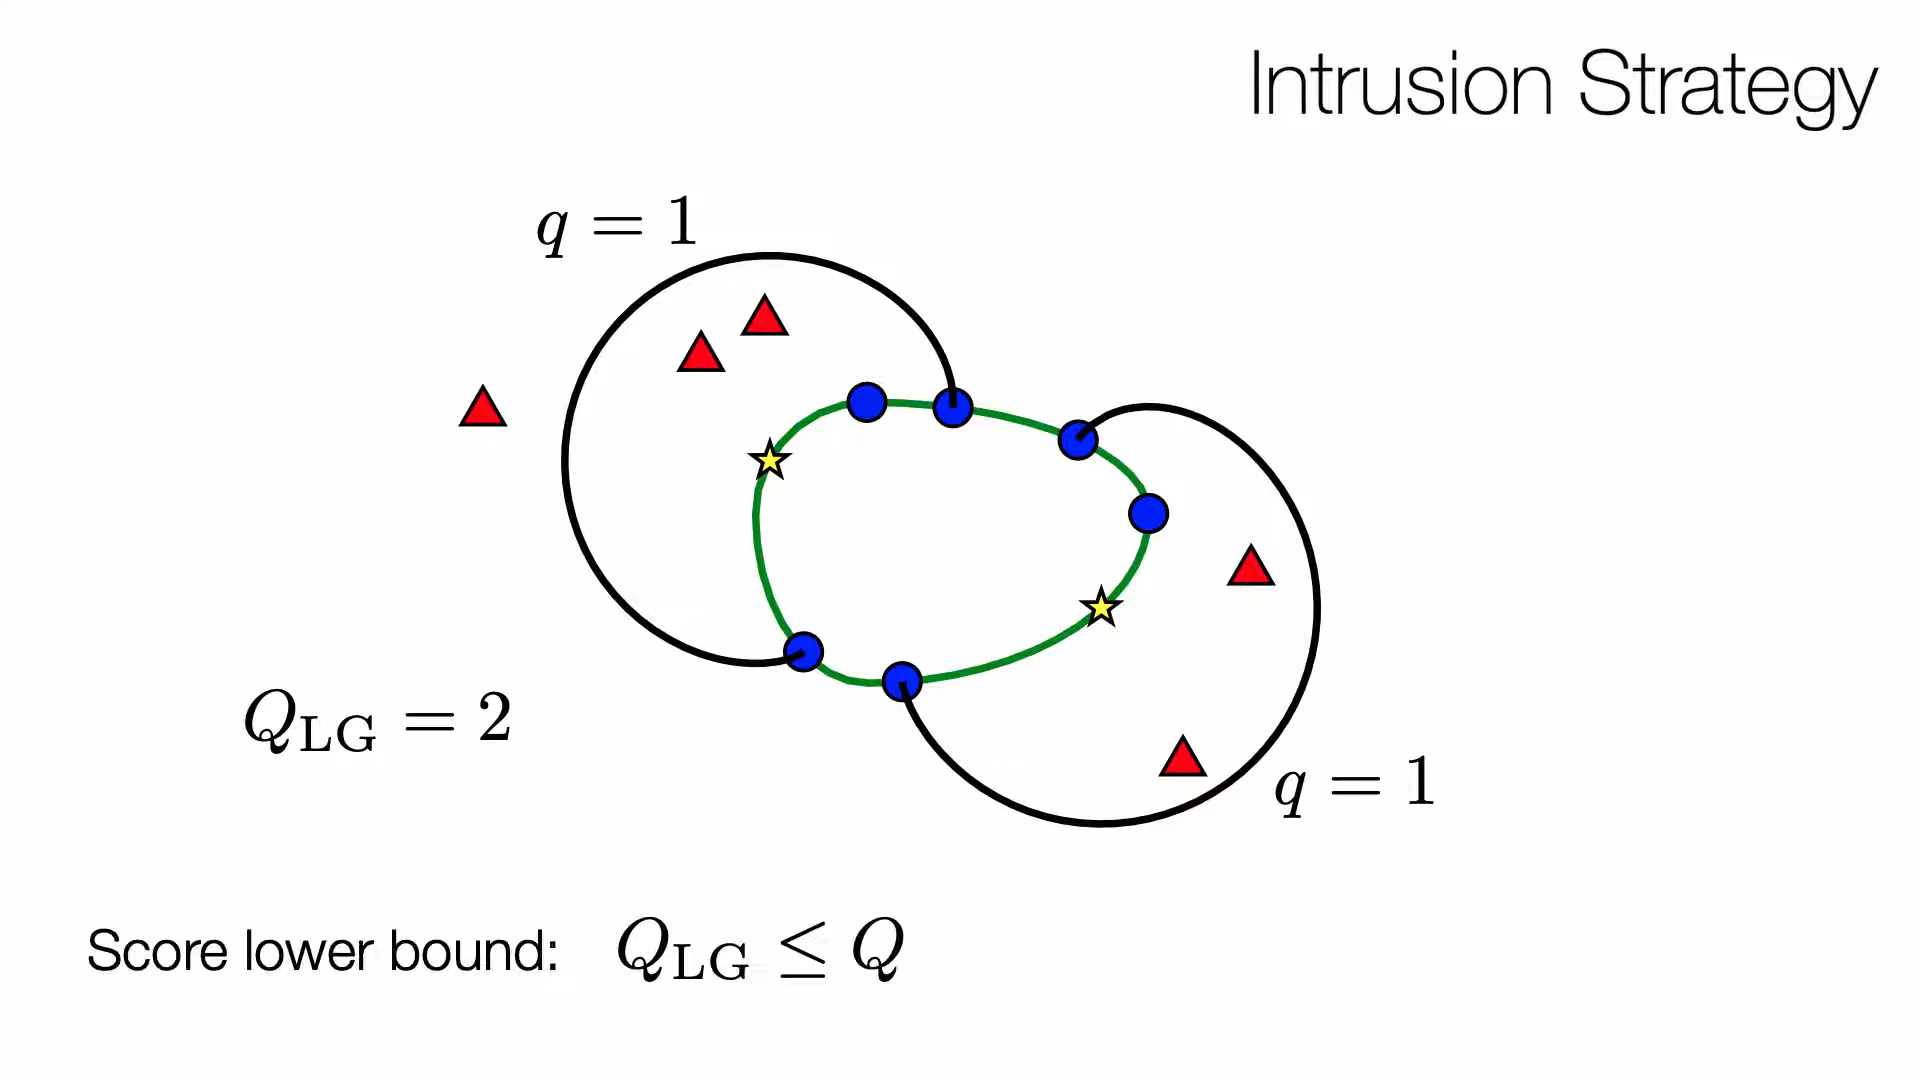 Intrusion Strategy
q = 1
Q_LG = 2
q = 1
Score lower bound: Q_LG ≤ Q